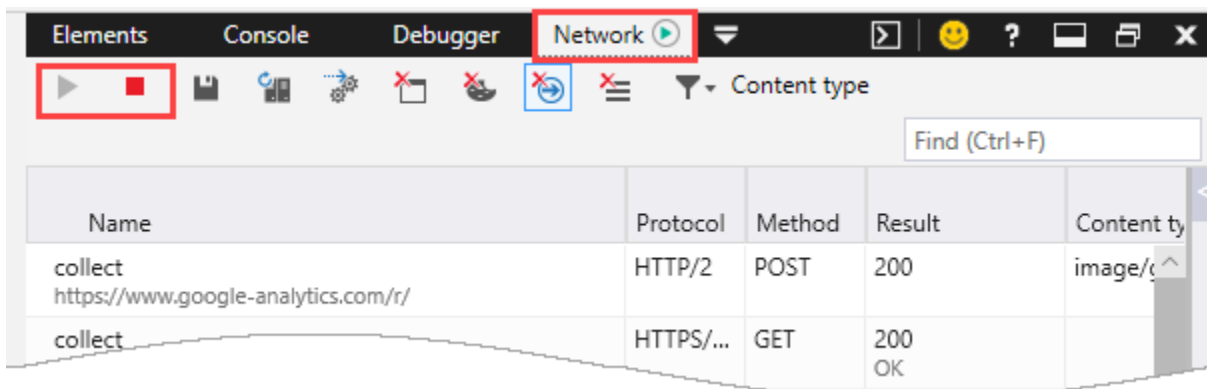 Elements Console Debugger Network ?
Content type
Find (Ctrl+F)
Name Protocol Method Result Content ty
collect HTTP/2 POST 200 image/g
https://www.google-analytics.com/r/
collect HTTPS/... GET 200
OK